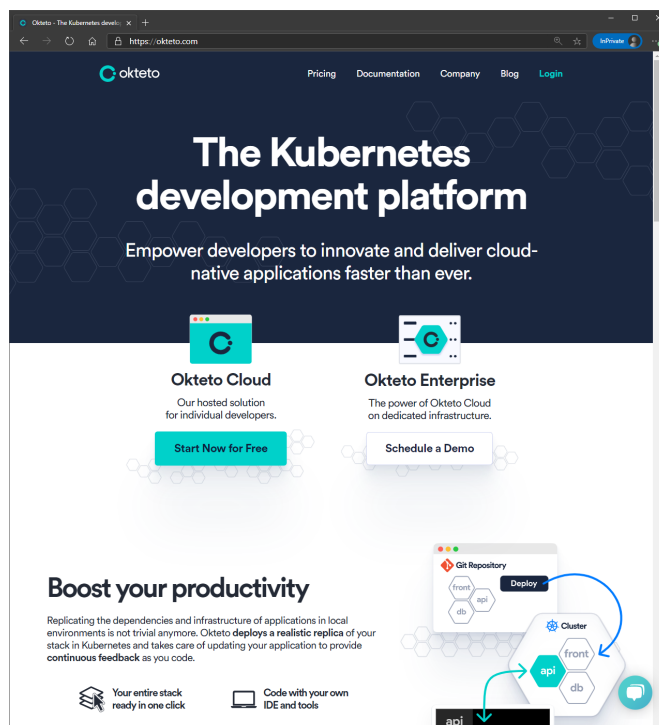 Okteto - The Kubernetes develop
https://okteto.com
InPrivate
okteto
Pricing
Documentation
Company
Blog
Login
The Kubernetes
development platform
Empower developers to innovate and deliver cloud-
native applications faster than ever.
Okteto Cloud
Our hosted solution
for individual developers.
Start Now for Free
Okteto Enterprise
The power of Okteto Cloud
on dedicated infrastructure.
Schedule a Demo
Boost your productivity
Replicating the dependencies and infrastructure of applications in local
environments is not trivial anymore. Okteto deploys a realistic replica of your
stack in Kubernetes and takes care of updating your application to provide
continuous feedback as you code.
Your entire stack
ready in one click
Code with your own
IDE and tools
Git Repository
Deploy
front
api
db
Cluster
front
api
db
api